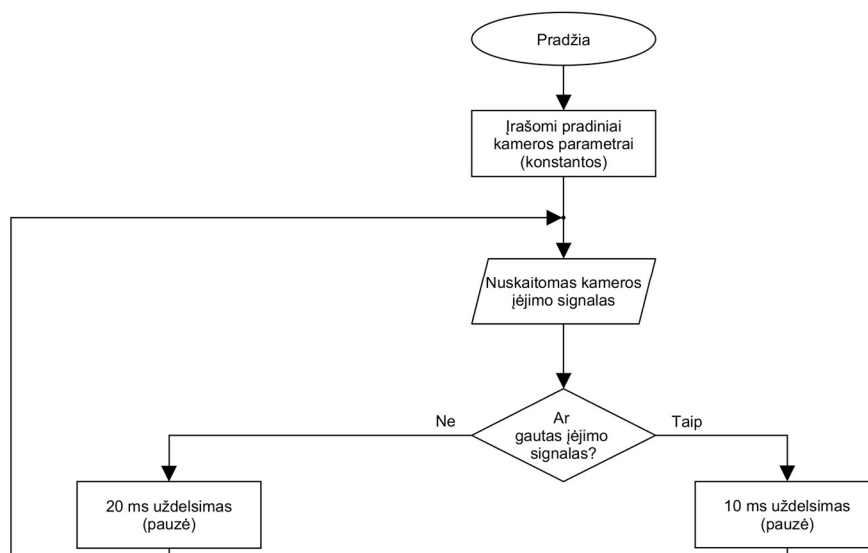 Pradžia
Įrašomi pradiniai
kameros parametrai
(konstantos)
Nuskaitomas kameros
įėjimo signalas
Ar
gautas įėjimo
signalas?
Ne
Taip
20 ms uždelsimas
(pauzė)
10 ms uždelsimas
(pauzė)